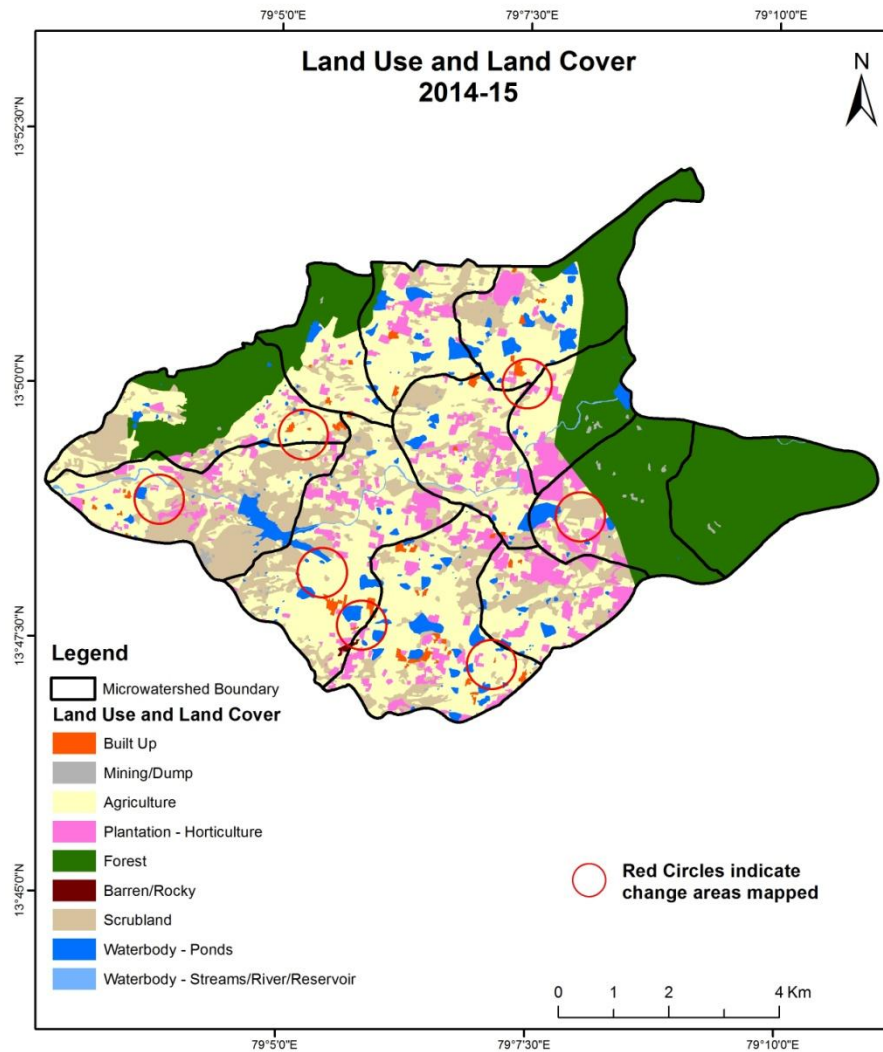 79°5'0"E 79°7'30"E 79°10'0"E
Land Use and Land Cover
2014-15
N
13°52'30"N
13°50'0"N
13°47'30"N
13°45'0"N
Legend
Microwatershed Boundary
Land Use and Land Cover
Built Up
Mining/Dump
Agriculture
Plantation - Horticulture
Forest
Barren/Rocky
Scrubland
Waterbody - Ponds
Waterbody - Streams/River/Reservoir
Red Circles indicate
change areas mapped
0 1 2 4 Km
79°5'0"E 79°7'30"E 79°10'0"E